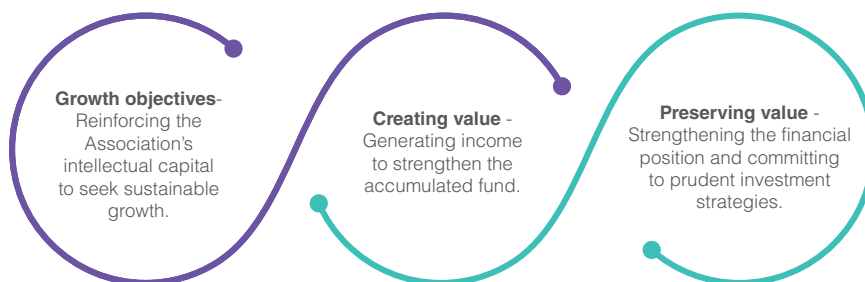 Growth objectives-
Reinforcing the
Association's
intellectual capital
to seek sustainable
growth.
Creating value -
Generating income
to strengthen the
accumulated fund.
Preserving value -
Strengthening the financial
position and committing
to prudent investment
strategies.